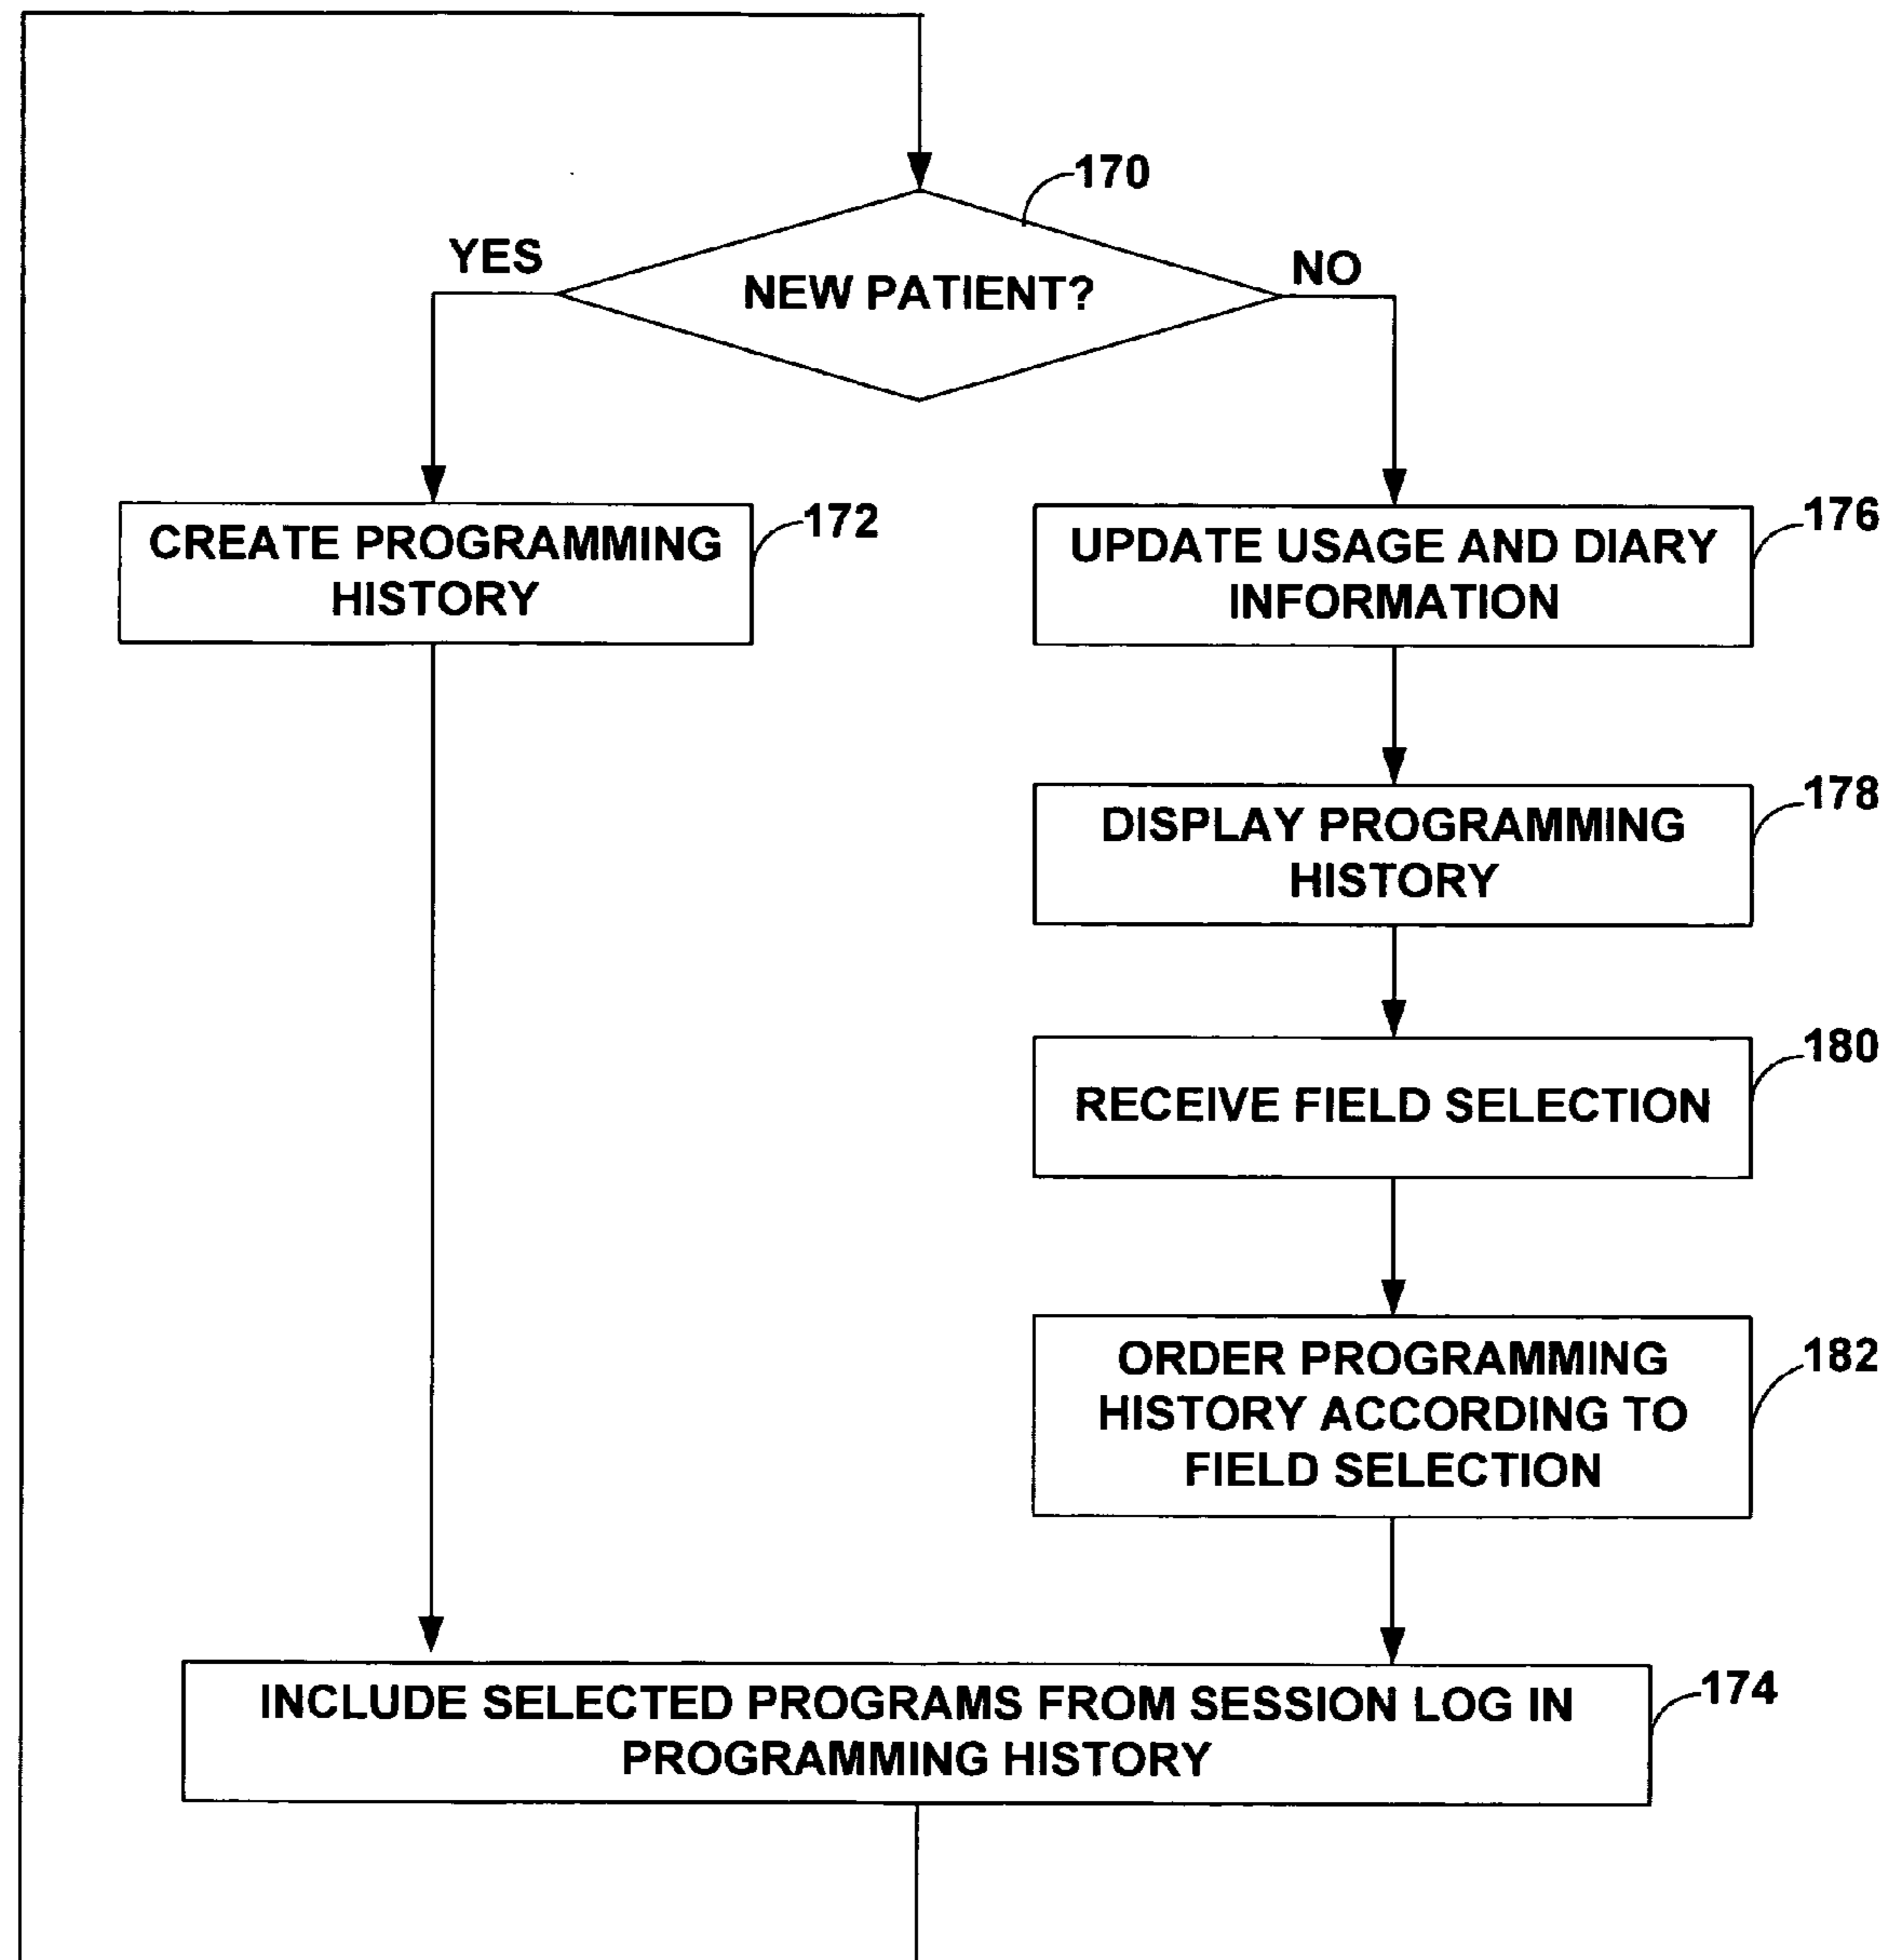 170
YES
NO
NEW PATIENT?
172
CREATE PROGRAMMING
HISTORY
176
UPDATE USAGE AND DIARY
INFORMATION
178
DISPLAY PROGRAMMING
HISTORY
180
RECEIVE FIELD SELECTION
182
ORDER PROGRAMMING
HISTORY ACCORDING TO
FIELD SELECTION
174
INCLUDE SELECTED PROGRAMS FROM SESSION LOG IN
PROGRAMMING HISTORY